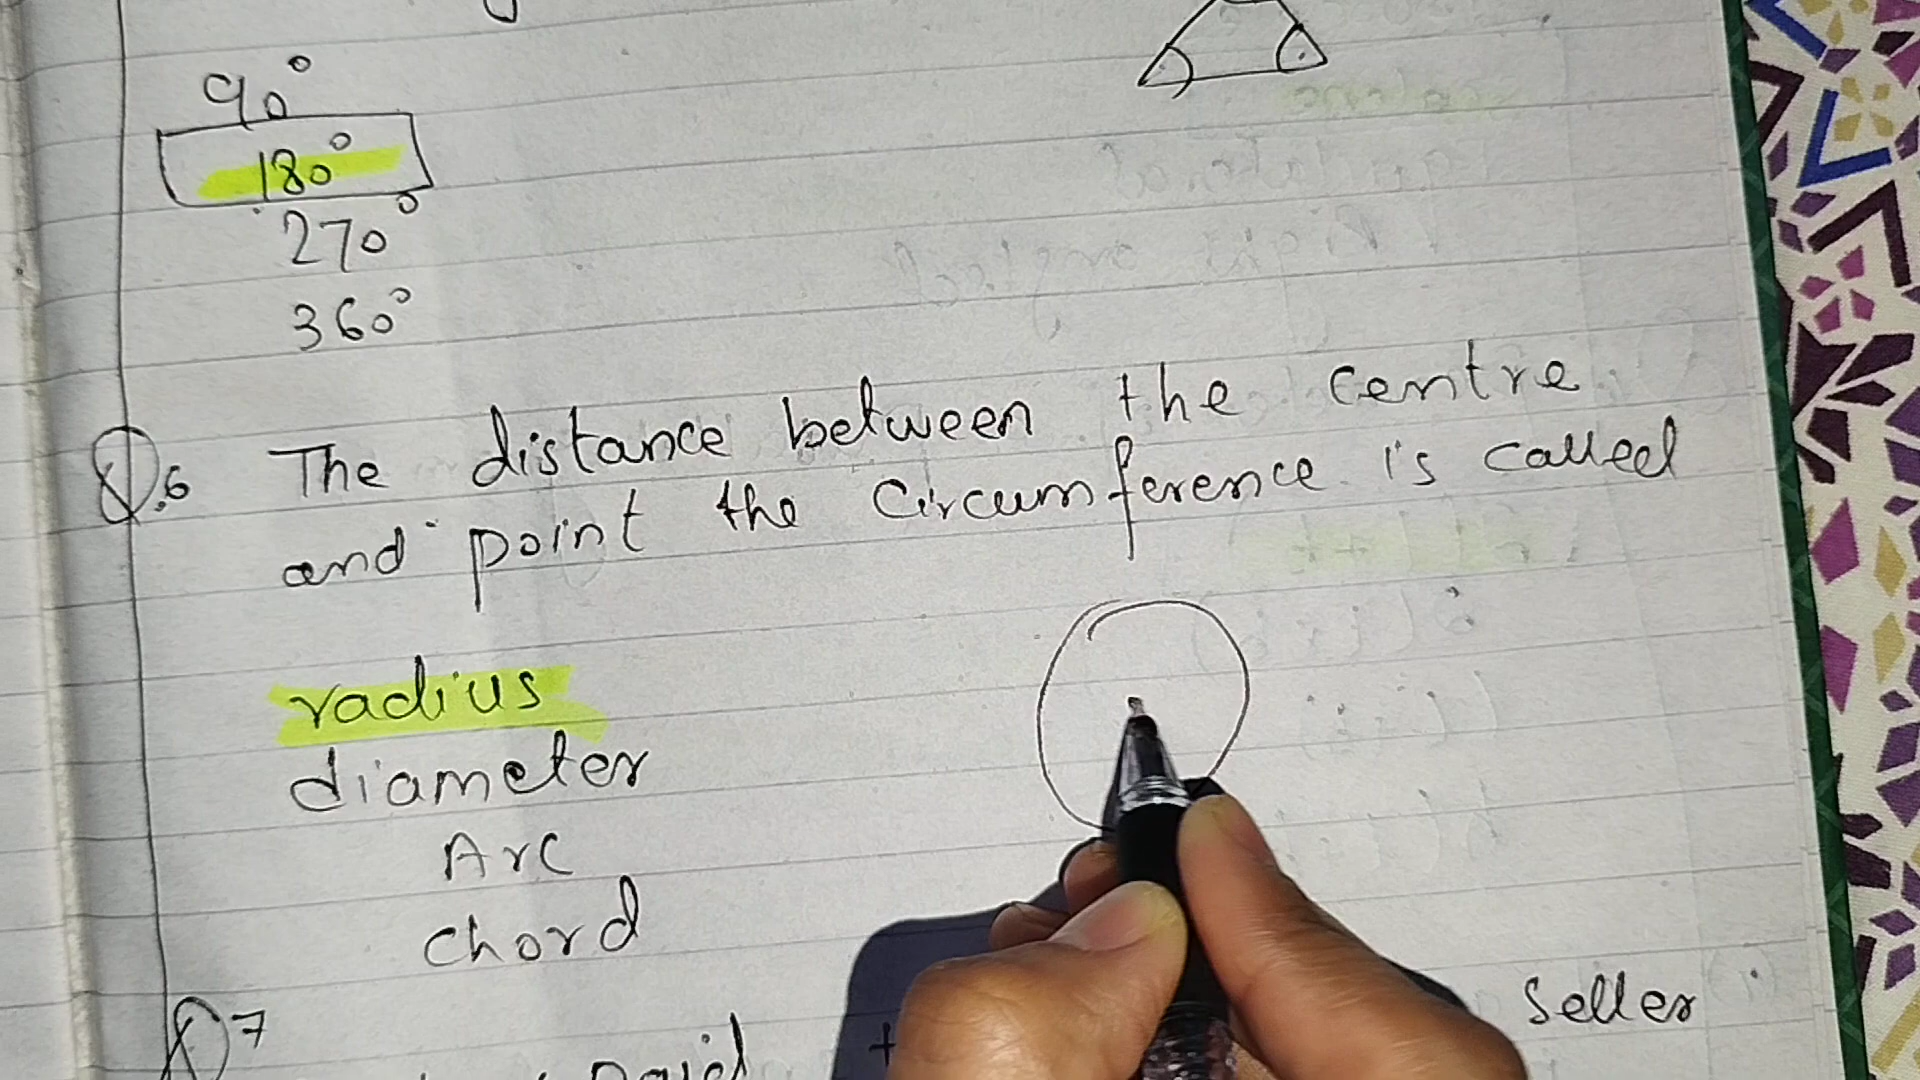 90°
180°
270°
360°
Q.6 The distance between the centre
and point the circumference is called
radius
diameter
Arc
chord
Q7
seller
paid